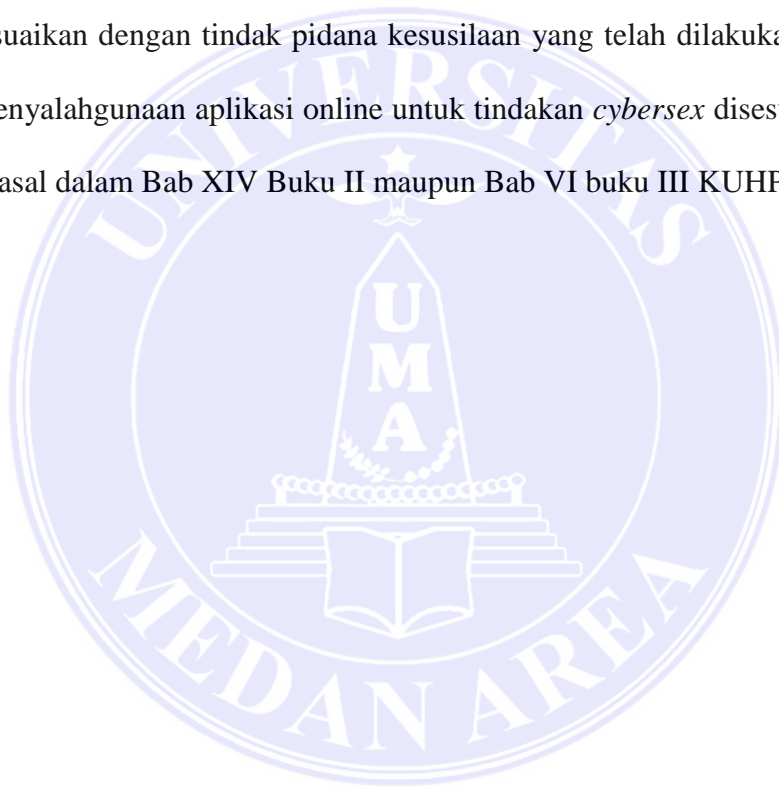 suaikan dengan tindak pidana kesusilaan yang telah dilakuka
enyalahgunaan aplikasi online untuk tindakan cybersex dises
asal dalam Bab XIV Buku II maupun Bab VI buku III KUHP
UNIVERSITAS
U
M
A
MEDAN AREA